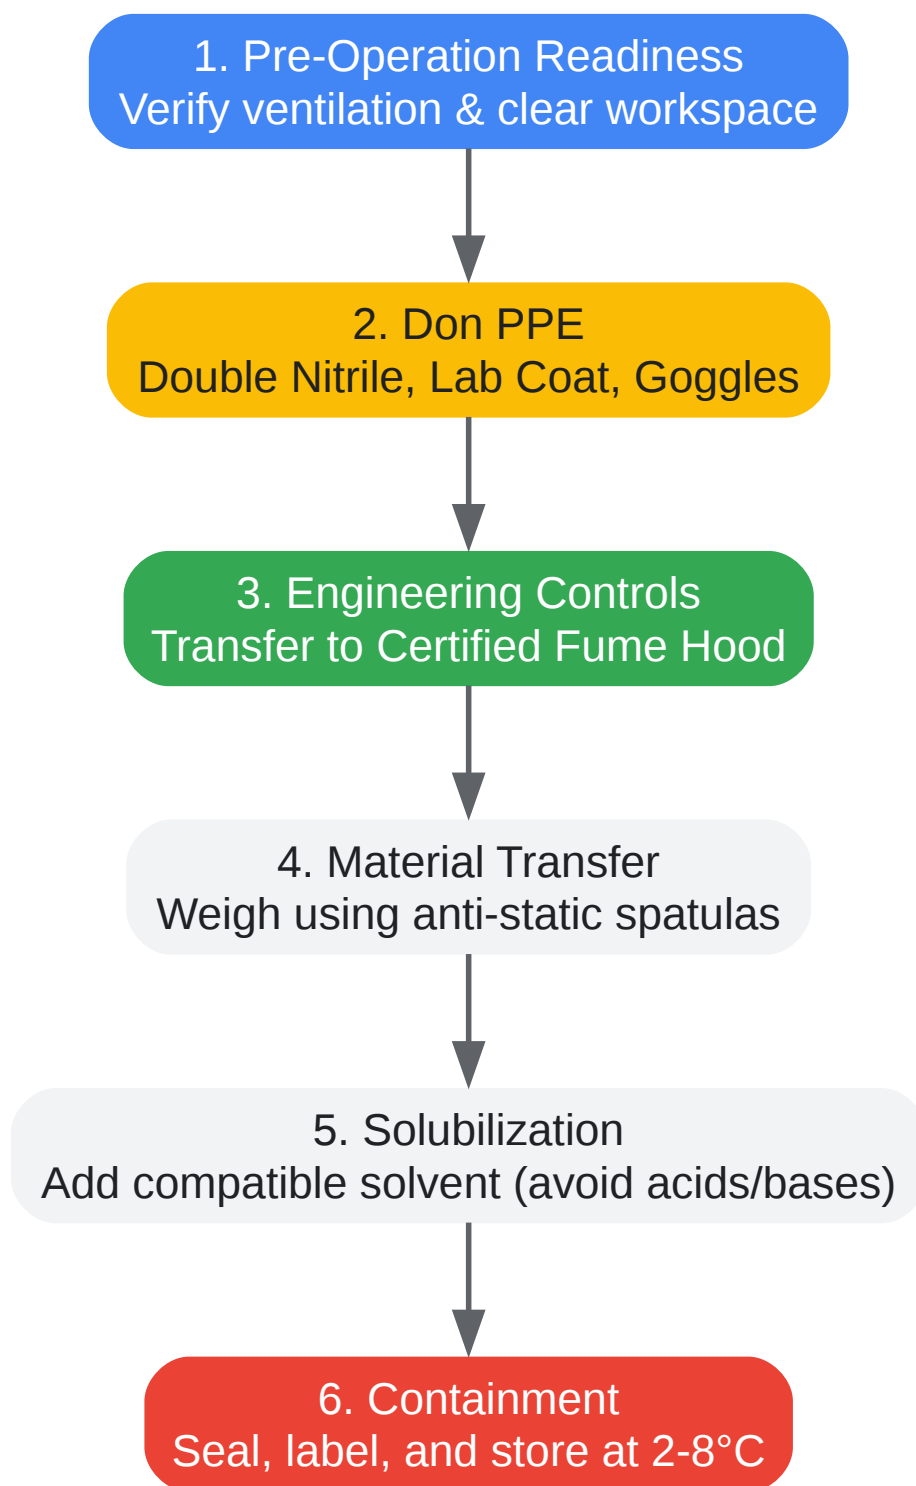 1. Pre-Operation Readiness
Verify ventilation & clear workspace
2. Don PPE
Double Nitrile, Lab Coat, Goggles
3. Engineering Controls
Transfer to Certified Fume Hood
4. Material Transfer
Weigh using anti-static spatulas
5. Solubilization
Add compatible solvent (avoid acids/bases)
6. Containment
Seal, label, and store at 2-8°C